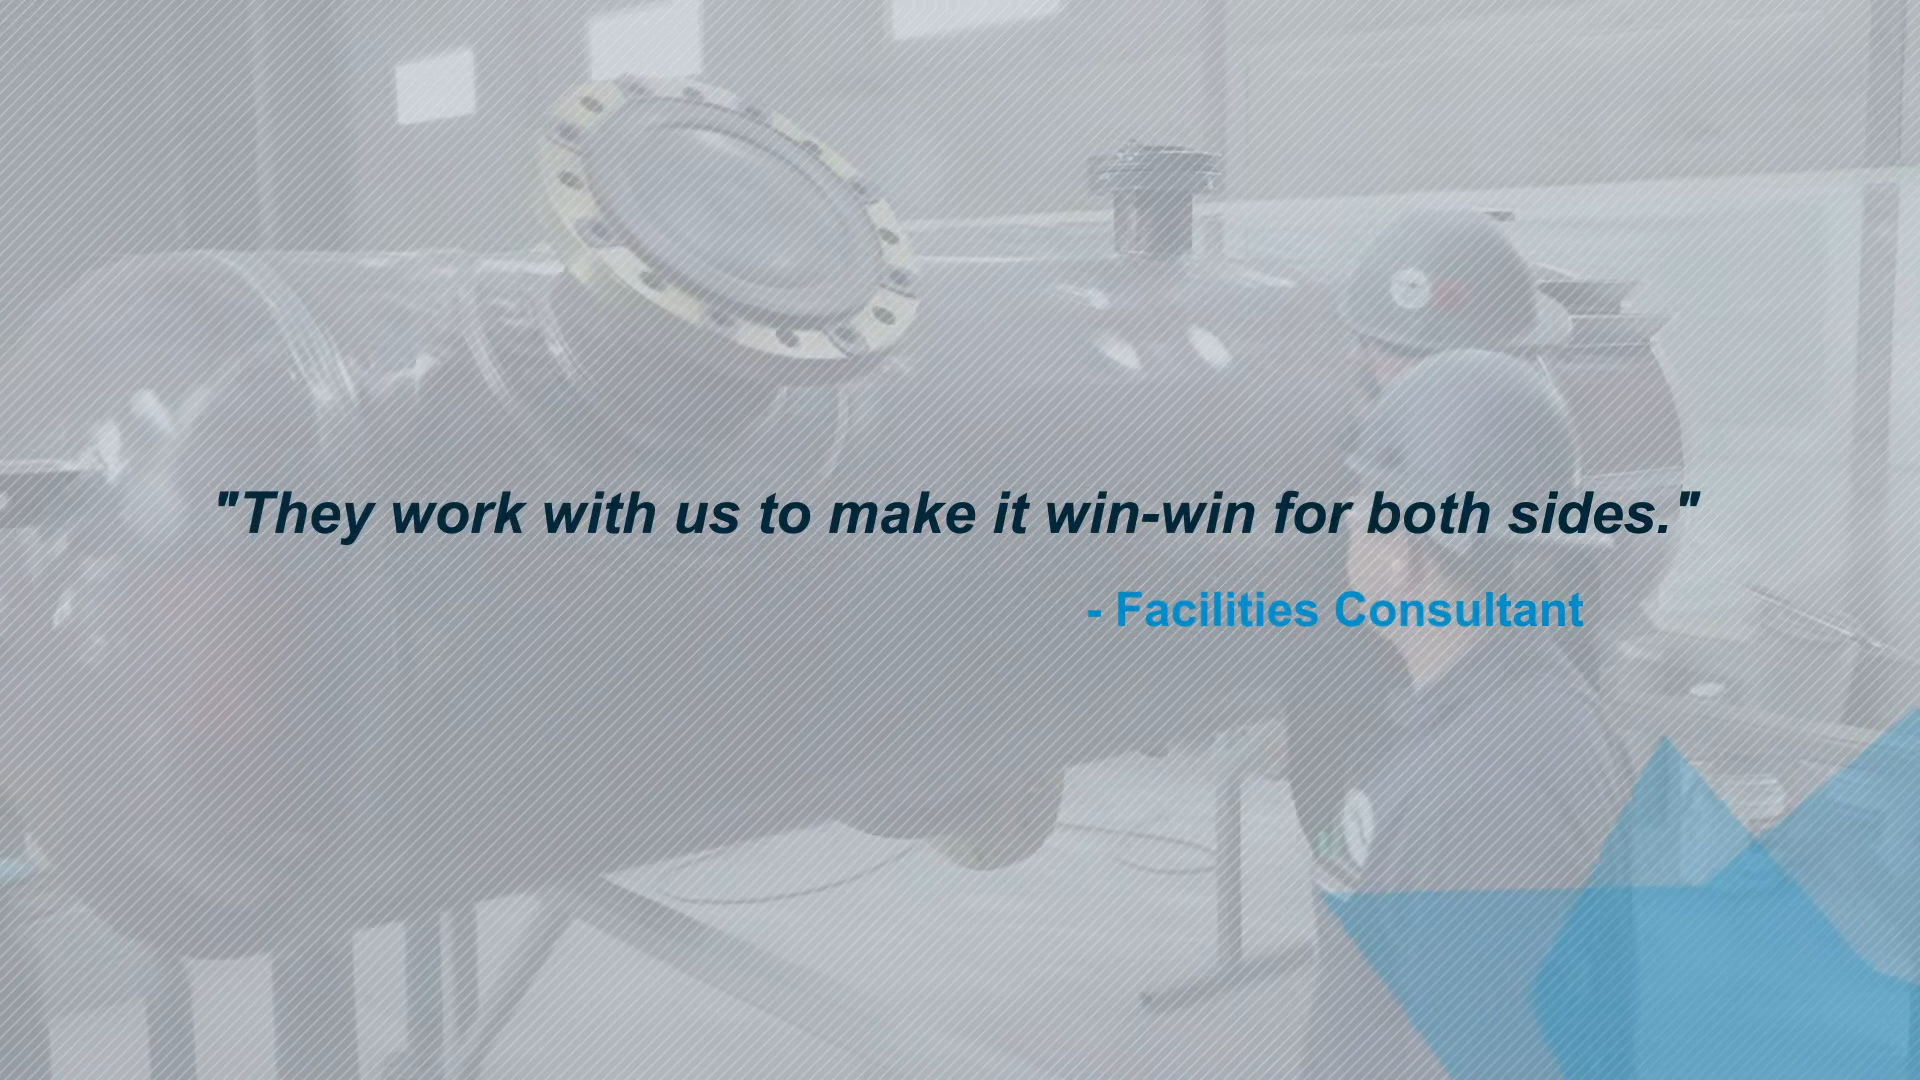 "They work with us to make it win-win for both sides."
- Facilities Consultant